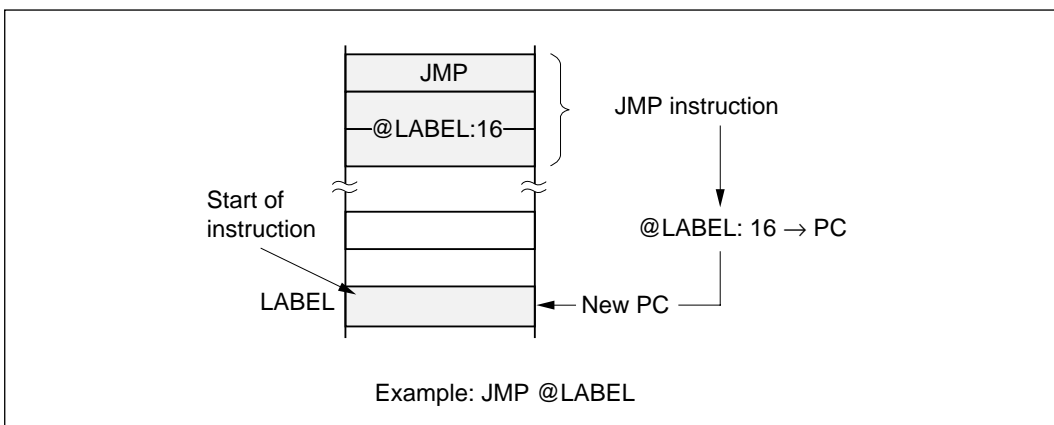 JMP
@LABEL:16
JMP instruction
Start of
instruction
@LABEL: 16 → PC
LABEL
New PC
Example: JMP @LABEL